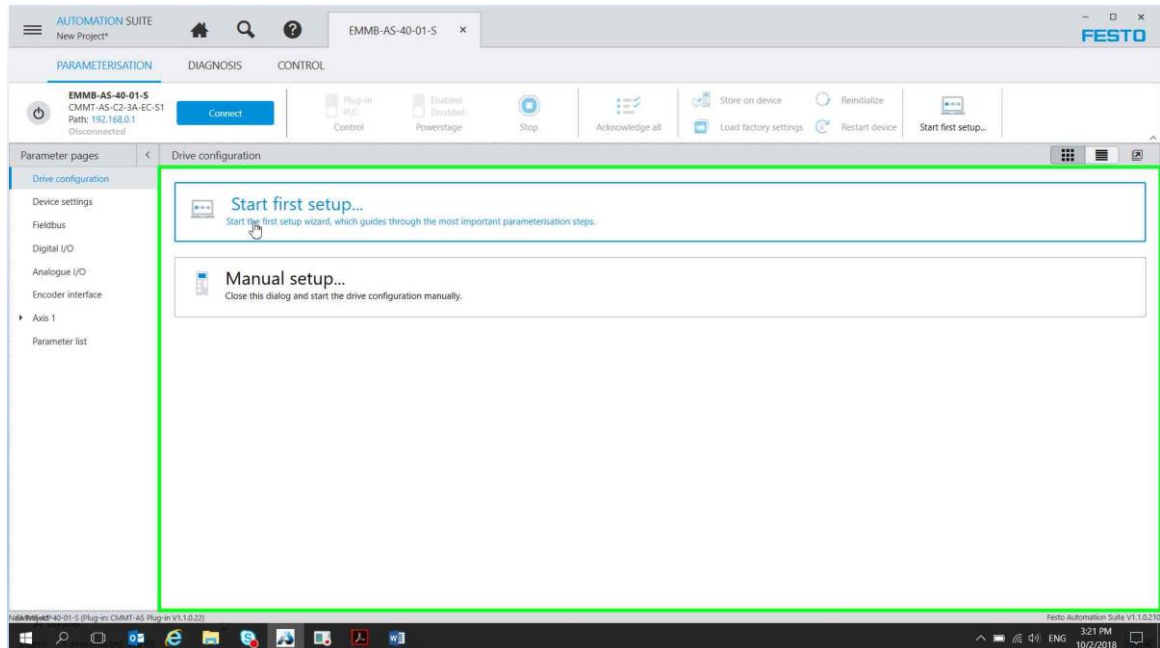 AUTOMATION SUITE
New Project*
EMMB-AS-40-01-S ×
FESTO
PARAMETERISATION DIAGNOSIS CONTROL
EMMB-AS-40-01-S
CMMT-AS-C2-3A-EC-S1
Path: 192.168.0.1
Disconnected
Connect
Plug-in
PLC
Control
Enabled
Disabled
Powerstage
Stop
Acknowledge all
Store on device
Load factory settings
Reinitialize
Restart device
Start first setup...
Parameter pages <
Drive configuration
Device settings
Fieldbus
Digital I/O
Analogue I/O
Encoder interface
Axis 1
Parameter list
Drive configuration
Start first setup...
Start the first setup wizard, which guides through the most important parameterisation steps.
Manual setup...
Close this dialog and start the drive configuration manually.
40-01-S (Plug-in: CMMT-AS Plug-in V1.1.0.22)
Festo Automation Suite V1.1.0.210
ENG
3:21 PM
10/2/2018